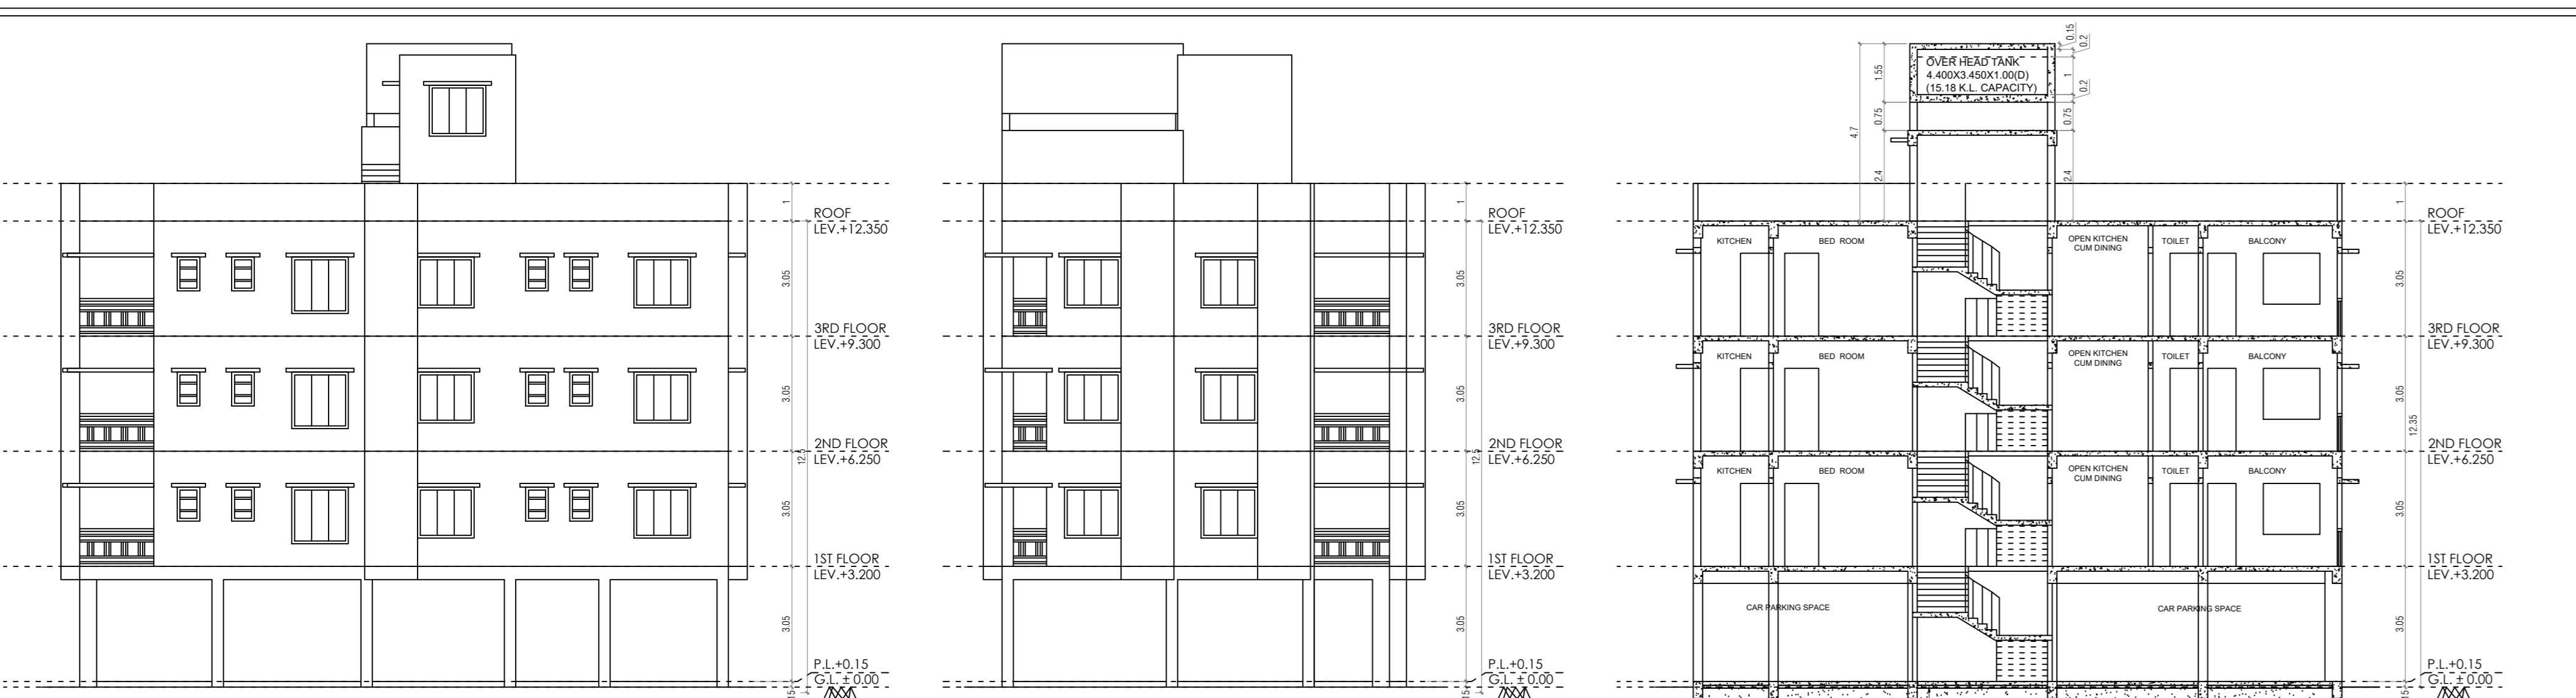 1
ROOF
LEV.+12.350
3.05
3RD FLOOR
LEV.+9.300
3.05
2ND FLOOR
LEV.+6.250
12.5
3.05
1ST FLOOR
LEV.+3.200
3.05
P.L.+0.15
G.L. ± 0.00
1
ROOF
LEV.+12.350
3.05
3RD FLOOR
LEV.+9.300
3.05
2ND FLOOR
LEV.+6.250
12.5
3.05
1ST FLOOR
LEV.+3.200
3.05
P.L.+0.15
G.L. ± 0.00
0.15
0.2
OVER HEAD TANK
4.400X3.450X1.00(D)
(15.18 K.L. CAPACITY)
1.55
1
0.2
0.75
0.75
4.7
2.4
2.4
1
ROOF
LEV.+12.350
KITCHEN
BED ROOM
OPEN KITCHEN
CUM DINING
TOILET
BALCONY
3.05
3RD FLOOR
LEV.+9.300
KITCHEN
BED ROOM
OPEN KITCHEN
CUM DINING
TOILET
BALCONY
3.05
12.35
2ND FLOOR
LEV.+6.250
KITCHEN
BED ROOM
OPEN KITCHEN
CUM DINING
TOILET
BALCONY
3.05
1ST FLOOR
LEV.+3.200
CAR PARKING SPACE
CAR PARKING SPACE
3.05
P.L.+0.15
G.L. ± 0.00